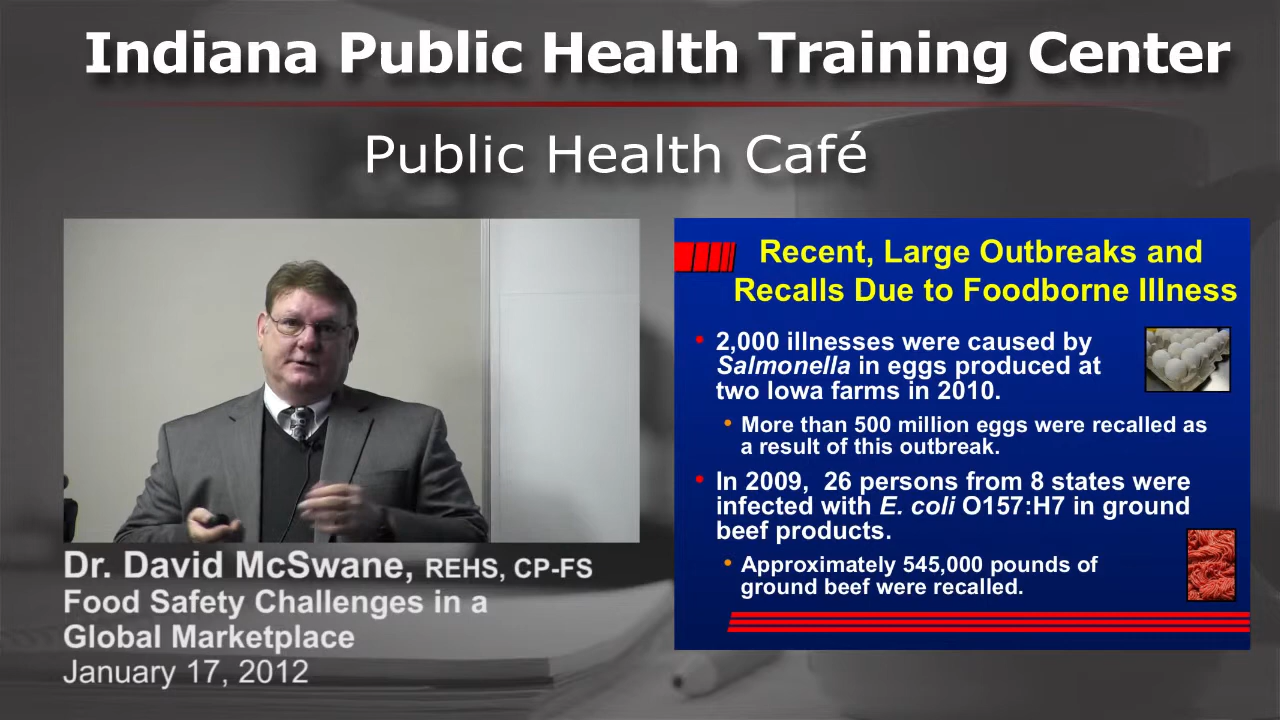 Indiana Public Health Training Center
Public Health Café
Recent, Large Outbreaks and
Recalls Due to Foodborne Illness
• 2,000 illnesses were caused by
Salmonella in eggs produced at
two Iowa farms in 2010.
• More than 500 million eggs were recalled as
a result of this outbreak.
• In 2009,  26 persons from 8 states were
infected with E. coli O157:H7 in ground
beef products.
• Approximately 545,000 pounds of
ground beef were recalled.
Dr. David McSwane, REHS, CP-FS
Food Safety Challenges in a
Global Marketplace
January 17, 2012